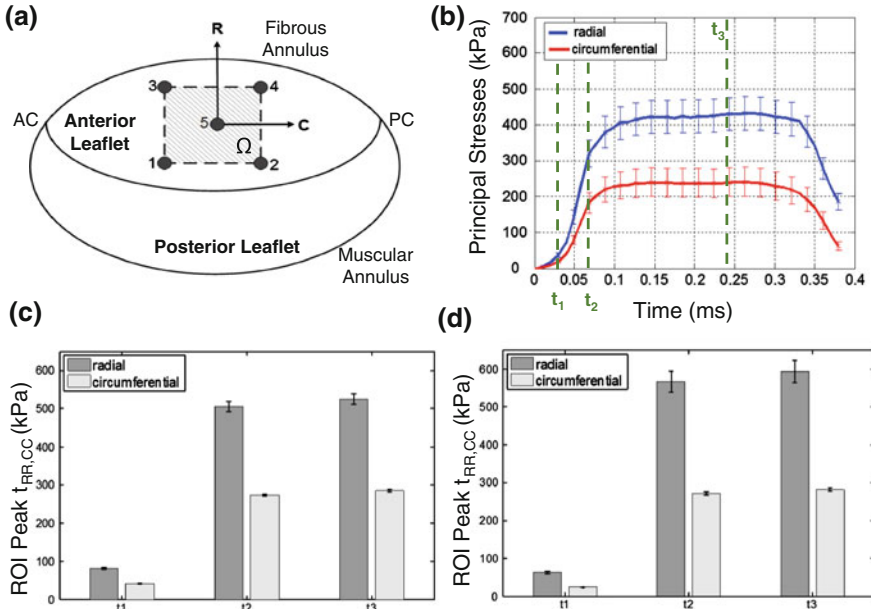 (a)
R
Fibrous
Annulus
3
4
AC
Anterior
Leaflet
5
C
PC
Ω
1
2
Posterior Leaflet
Muscular
Annulus
(b)
Principal Stresses (kPa)
700
600
500
400
300
200
100
0
radial
circumferential
t3
0
0.05
0.1
0.15
0.2
0.25
0.3
0.35
0.4
t1
t2
Time (ms)
(c)
ROI Peak tRR,CC (kPa)
600
500
400
300
200
100
0
radial
circumferential
t1
t2
t3
(d)
ROI Peak tRR,CC (kPa)
600
500
400
300
200
100
0
radial
circumferential
t1
t2
t3